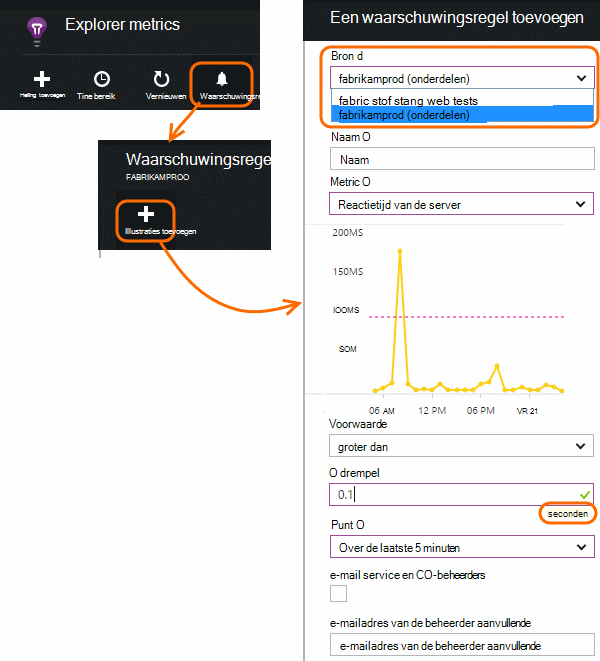 Explorer metrics
Helling toevoegen
Tine bereik
Vernieuwen
Waarschuwingsre
Waarschuwingsrege
FABRIKAMPROO
Illustraties toevoegen
Een waarschuwingsregel toevoegen
Bron d
fabrikamprod (onderdelen)
fabric stof stang web tests
fabrikamprod (onderdelen)
Naam O
Naam
Metric O
Reactietijd van de server
200MS
150MS
IOOMS
SOM
06 AM
12 PM
06 PM
VR 21
Voorwaarde
groter dan
O drempel
0.1
seconden
Punt O
Over de laatste 5 minuten
e-mail service en CO-beheerders
e-mailadres van de beheerder aanvullende
e-mailadres van de beheerder aanvullende